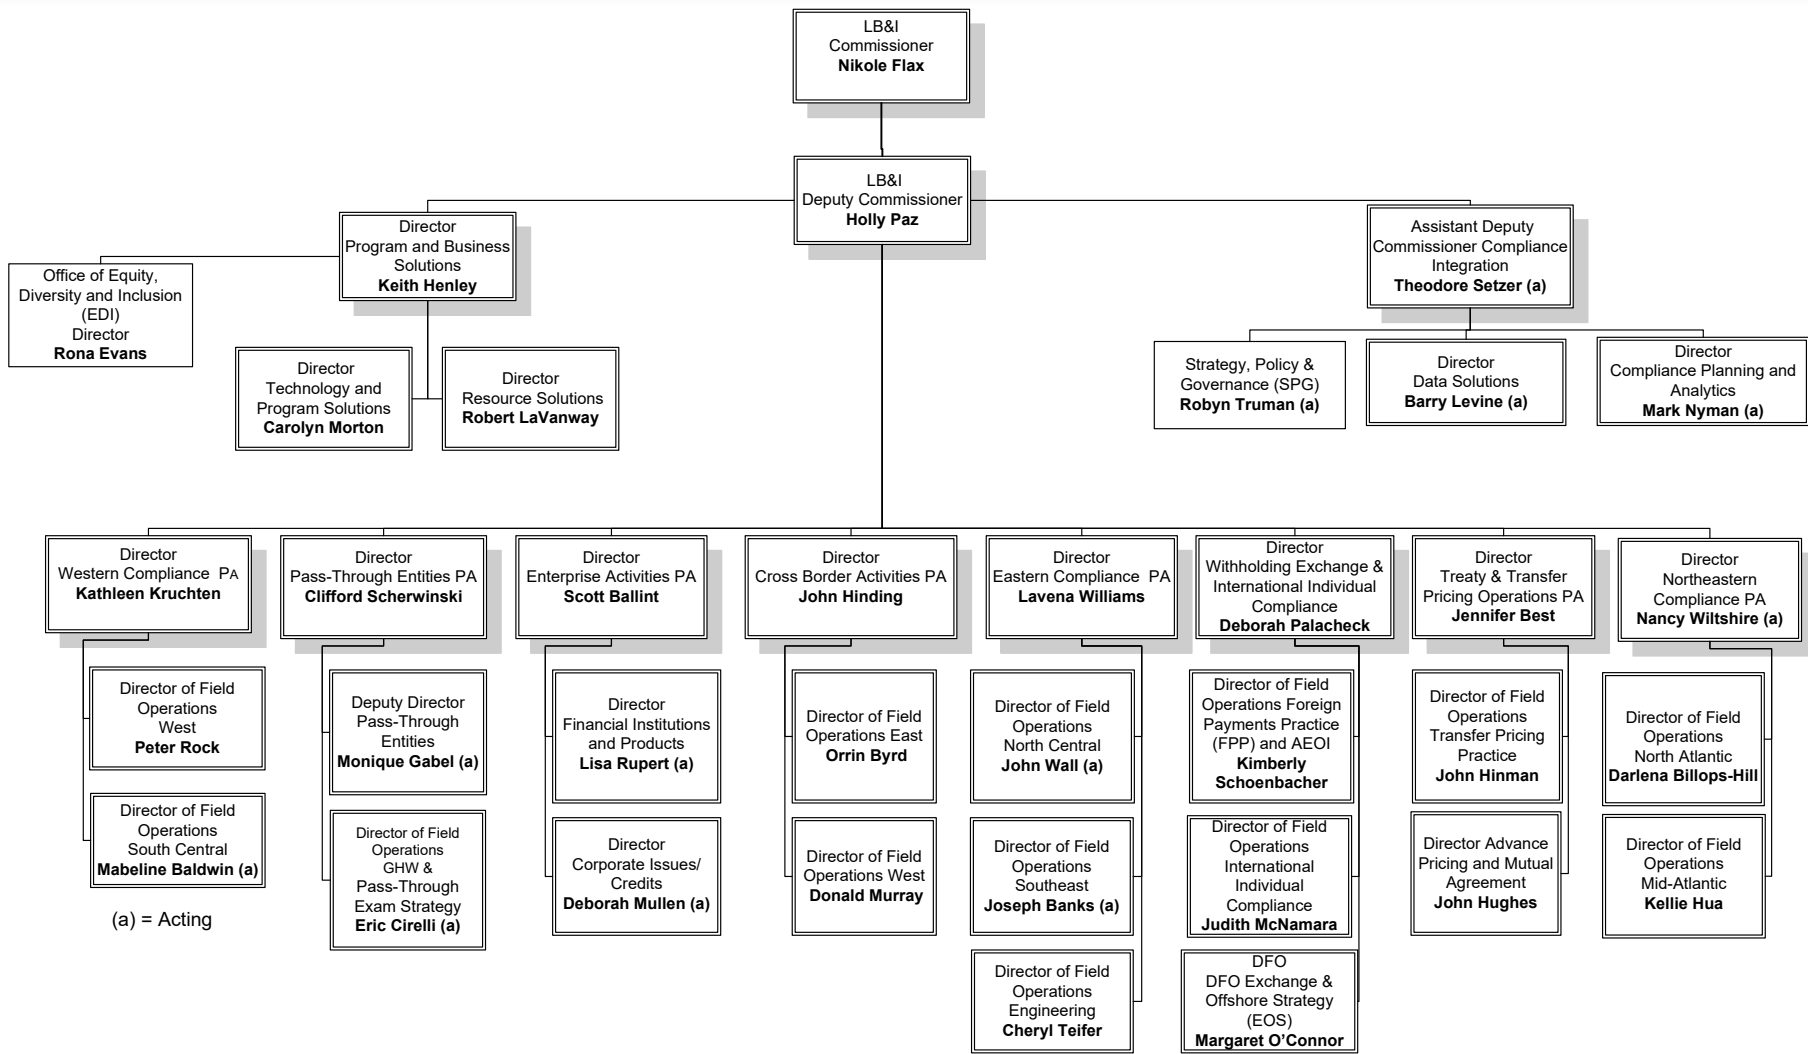 LB&I
Commissioner
Nikole Flax
LB&I
Deputy Commissioner
Holly Paz
Director
Program and Business
Solutions
Keith Henley
Assistant Deputy
Commissioner Compliance
Integration
Theodore Setzer (a)
Office of Equity,
Diversity and Inclusion
(EDI)
Director
Rona Evans
Director
Technology and
Program Solutions
Carolyn Morton
Director
Resource Solutions
Robert LaVanway
Strategy, Policy &
Governance (SPG)
Robyn Truman (a)
Director
Data Solutions
Barry Levine (a)
Director
Compliance Planning and
Analytics
Mark Nyman (a)
Director
Western Compliance PA
Kathleen Kruchten
Director
Pass-Through Entities PA
Clifford Scherwinski
Director
Enterprise Activities PA
Scott Ballint
Director
Cross Border Activities PA
John Hinding
Director
Eastern Compliance PA
Lavena Williams
Director
Withholding Exchange &
International Individual
Compliance
Deborah Palacheck
Director
Treaty & Transfer
Pricing Operations PA
Jennifer Best
Director
Northeastern
Compliance PA
Nancy Wiltshire (a)
Director of Field
Operations
West
Peter Rock
Deputy Director
Pass-Through
Entities
Monique Gabel (a)
Director
Financial Institutions
and Products
Lisa Rupert (a)
Director of Field
Operations East
Orrin Byrd
Director of Field
Operations
North Central
John Wall (a)
Director of Field
Operations Foreign
Payments Practice
(FPP) and AEOI
Kimberly
Schoenbacher
Director of Field
Operations
Transfer Pricing
Practice
John Hinman
Director of Field
Operations
North Atlantic
Darlena Billops-Hill
Director of Field
Operations
South Central
Mabeline Baldwin (a)
Director of Field
Operations
GHW &
Pass-Through
Exam Strategy
Eric Cirelli (a)
Director
Corporate Issues/
Credits
Deborah Mullen (a)
Director of Field
Operations West
Donald Murray
Director of Field
Operations
Southeast
Joseph Banks (a)
Director of Field
Operations
International
Individual
Compliance
Judith McNamara
Director Advance
Pricing and Mutual
Agreement
John Hughes
Director of Field
Operations
Mid-Atlantic
Kellie Hua
(a) = Acting
Director of Field
Operations
Engineering
Cheryl Teifer
DFO
DFO Exchange &
Offshore Strategy
(EOS)
Margaret O’Connor